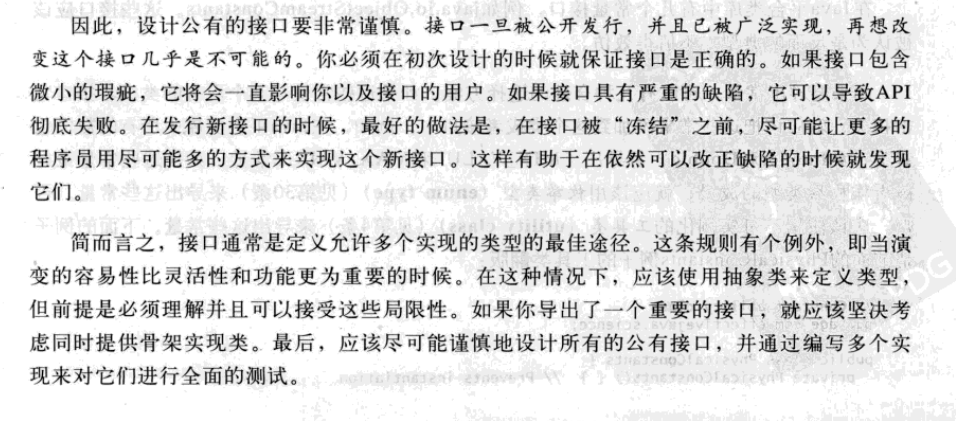 因此，设计公有的接口要非常谨慎。接口一旦被公开发行，并且已被广泛实现，再想改
变这个接口几乎是不可能的。你必须在初次设计的时候就保证接口是正确的。如果接口包含
微小的瑕疵，它将会一直影响你以及接口的用户。如果接口具有严重的缺陷，它可以导致API
彻底失败。在发行新接口的时候，最好的做法是，在接口被“冻结”之前，尽可能让更多的
程序员用尽可能多的方式来实现这个新接口。这样有助于在依然可以改正缺陷的时候就发现
它们。
简而言之，接口通常是定义允许多个实现的类型的最佳途径。这条规则有个例外，即当演
变的容易性比灵活性和功能更为重要的时候。在这种情况下，应该使用抽象类来定义类型，
但前提是必须理解并且可以接受这些局限性。如果你导出了一个重要的接口，就应该坚决考
虑同时提供骨架实现类。最后，应该尽可能谨慎地设计所有的公有接口，并通过编写多个实
现来对它们进行全面的测试。